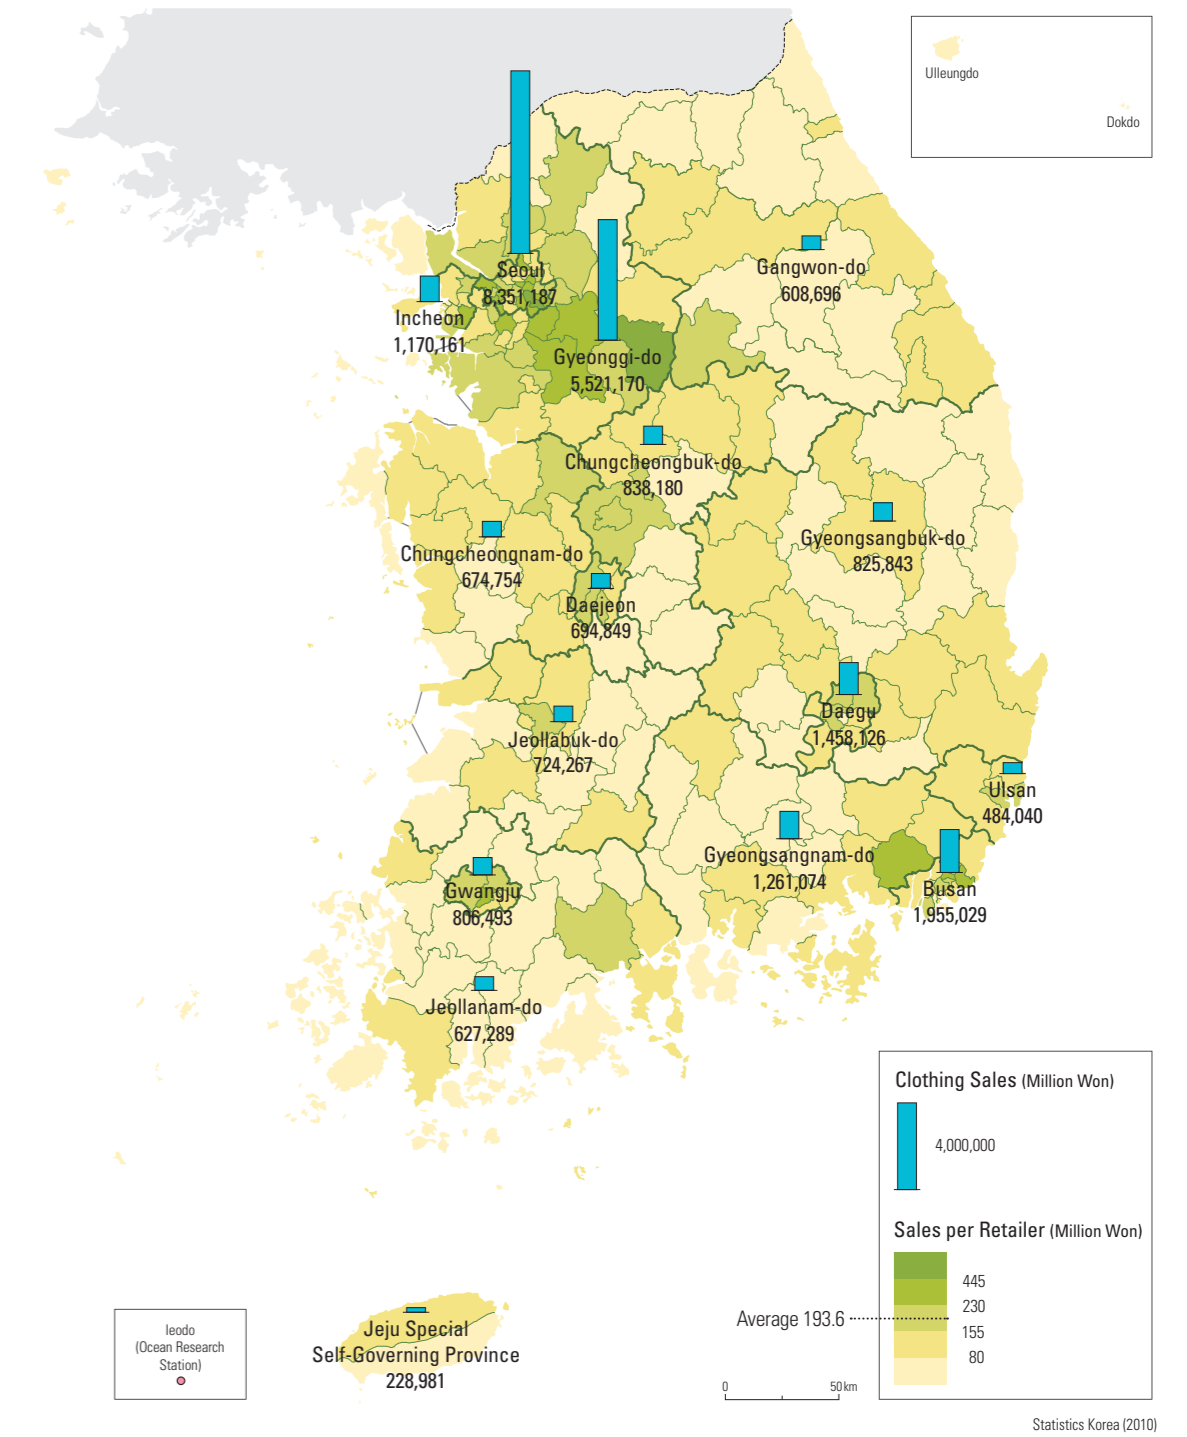 Ulleungdo
Dokdo
Seoul
8,351,187
Gangwon-do
608,696
Incheon
1,170,161
Gyeonggi-do
5,521,170
Chungcheongbuk-do
838,180
Gyeongsangbuk-do
825,843
Chungcheongnam-do
674,754
Daejeon
694,849
Daegu
1,458,126
Jeollabuk-do
724,267
Ulsan
484,040
Gyeongsangnam-do
1,261,074
Gwangju
806,493
Busan
1,955,029
Jeollanam-do
627,289
Clothing Sales (Million Won)
4,000,000
Sales per Retailer (Million Won)
445
230
Average 193.6
155
80
Ieodo
(Ocean Research
Station)
Jeju Special
Self-Governing Province
228,981
0 50 km
Statistics Korea (2010)